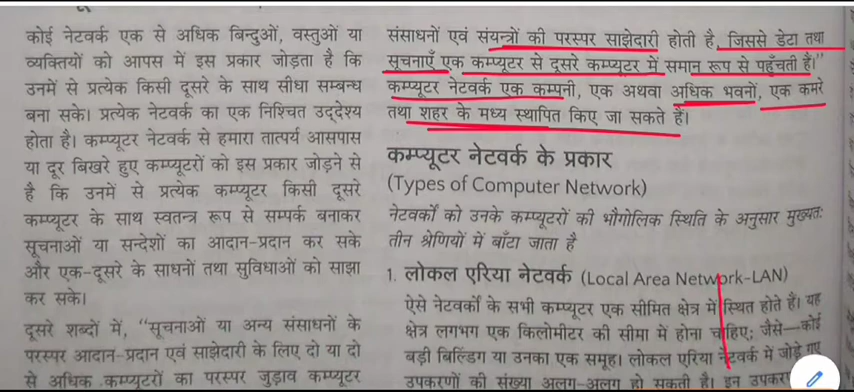 कोई नेटवर्क एक से अधिक बिन्दुओं, वस्तुओं या
व्यक्तियों को आपस में इस प्रकार जोड़ता है कि
उनमें से प्रत्येक किसी दूसरे के साथ सीधा सम्बन्ध
बना सके। प्रत्येक नेटवर्क का एक निश्चित उद्देश्य
होता है। कम्प्यूटर नेटवर्क से हमारा तात्पर्य आसपास
या दूर बिखरे हुए कम्प्यूटरों को इस प्रकार जोड़ने से
है कि उनमें से प्रत्येक कम्प्यूटर किसी दूसरे
कम्प्यूटर के साथ स्वतन्त्र रूप से सम्पर्क बनाकर
सूचनाओं या सन्देशों का आदान-प्रदान कर सके
और एक-दूसरे के साधनों तथा सुविधाओं को साझा
कर सके।
दूसरे शब्दों में, “सूचनाओं या अन्य संसाधनों के
परस्पर आदान-प्रदान एवं साझेदारी के लिए दो या दो
से अधिक कम्प्यूटरों का परस्पर जुड़ाव कम्प्यूटर
संसाधनों एवं संयन्त्रों की परस्पर साझेदारी होती है, जिससे डेटा तथा
सूचनाएँ एक कम्प्यूटर से दूसरे कम्प्यूटर में समान रूप से पहुँचती हैं।”
कम्प्यूटर नेटवर्क एक कम्पनी, एक अथवा अधिक भवनों, एक कमरे
तथा शहर के मध्य स्थापित किए जा सकते हैं।
कम्प्यूटर नेटवर्क के प्रकार
(Types of Computer Network)
नेटवर्कों को उनके कम्प्यूटरों की भौगोलिक स्थिति के अनुसार मुख्यतः
तीन श्रेणियों में बाँटा जाता है
1. लोकल एरिया नेटवर्क (Local Area Network-LAN)
ऐसे नेटवर्कों के सभी कम्प्यूटर एक सीमित क्षेत्र में स्थित होते हैं। यह
क्षेत्र लगभग एक किलोमीटर की सीमा में होना चाहिए; जैसे—कोई
बड़ी बिल्डिंग या उनका एक समूह। लोकल एरिया नेटवर्क में जोड़े गए
उपकरणों की संख्या अलग-अलग हो सकती है। इन